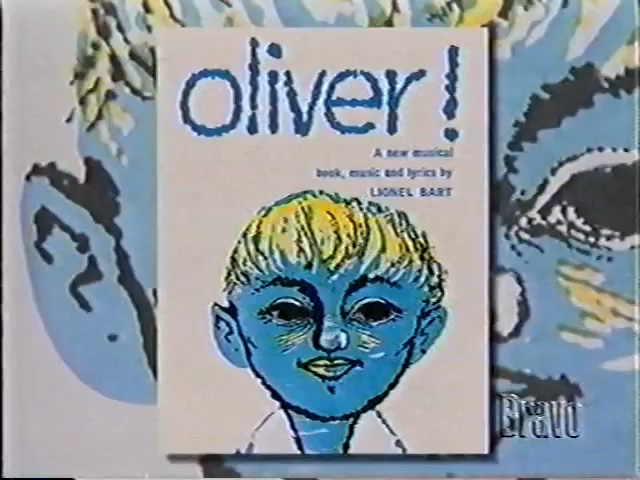 oliver!
A new musical
book, music and lyrics by
LIONEL BART
Bravo